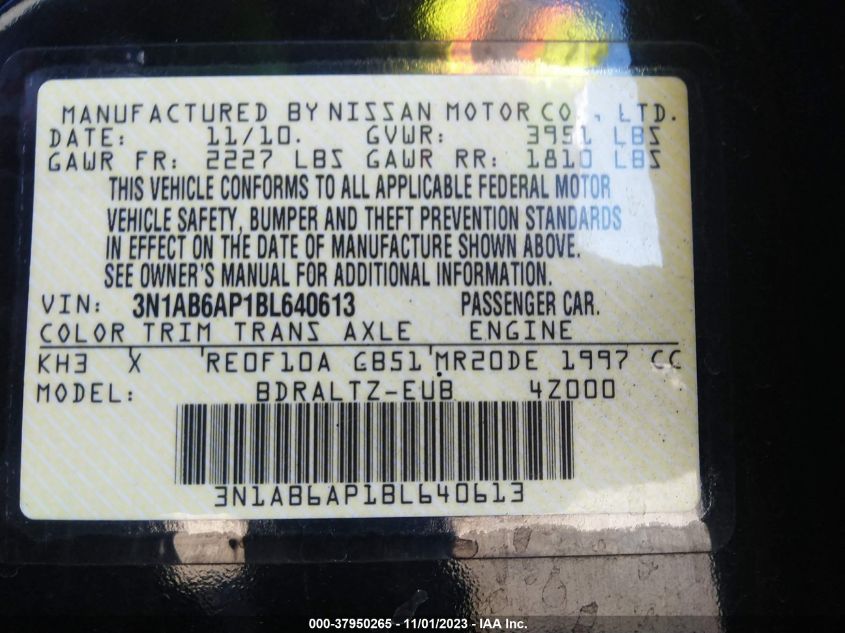 MANUFACTURED BY NISSAN MOTOR CO., LTD.
DATE: 11/10. GVWR: 3951 LBS
GAWR FR: 2227 LBS GAWR RR: 1810 LBS
THIS VEHICLE CONFORMS TO ALL APPLICABLE FEDERAL MOTOR
VEHICLE SAFETY, BUMPER AND THEFT PREVENTION STANDARDS
IN EFFECT ON THE DATE OF MANUFACTURE SHOWN ABOVE.
SEE OWNER'S MANUAL FOR ADDITIONAL INFORMATION.
VIN: 3N1AB6AP1BL640613 PASSENGER CAR.
COLOR TRIM TRANS AXLE ENGINE
KH3 X 'RE0F10A GB51'MR20DE 1997 CC
MODEL: BDRALTZ-EUB 4Z000
3N1AB6AP1BL640613
000-37950265 - 11/01/2023 - IAA Inc.